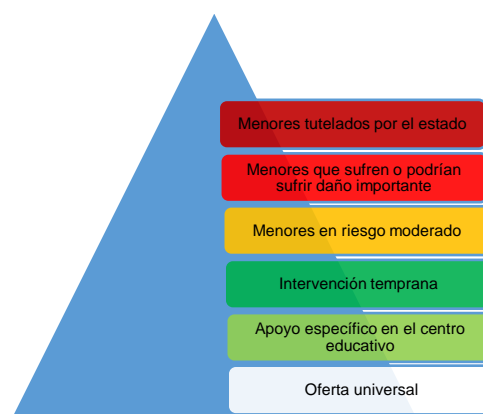 Menores tutelados por el estado
Menores que sufren o podrían
sufrir daño importante
Menores en riesgo moderado
Intervención temprana
Apoyo específico en el centro
educativo
Oferta universal